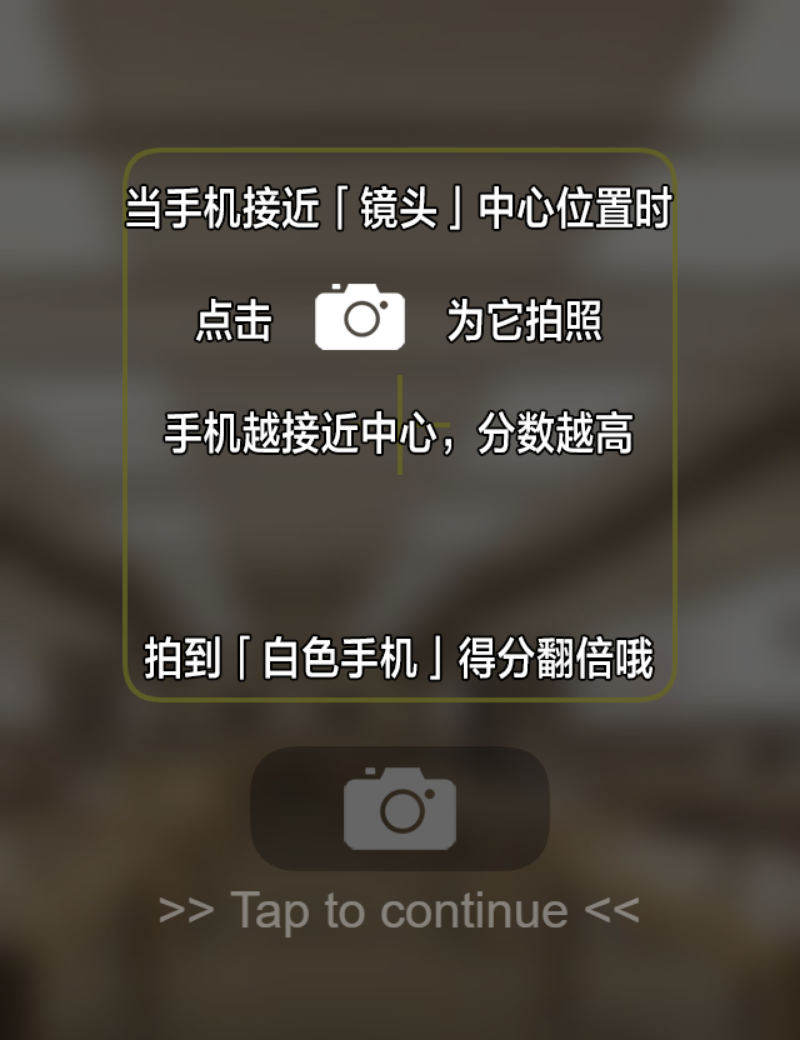 当手机接近「镜头」中心位置时
点击 为它拍照
手机越接近中心，分数越高
拍到「白色手机」得分翻倍哦
>> Tap to continue <<